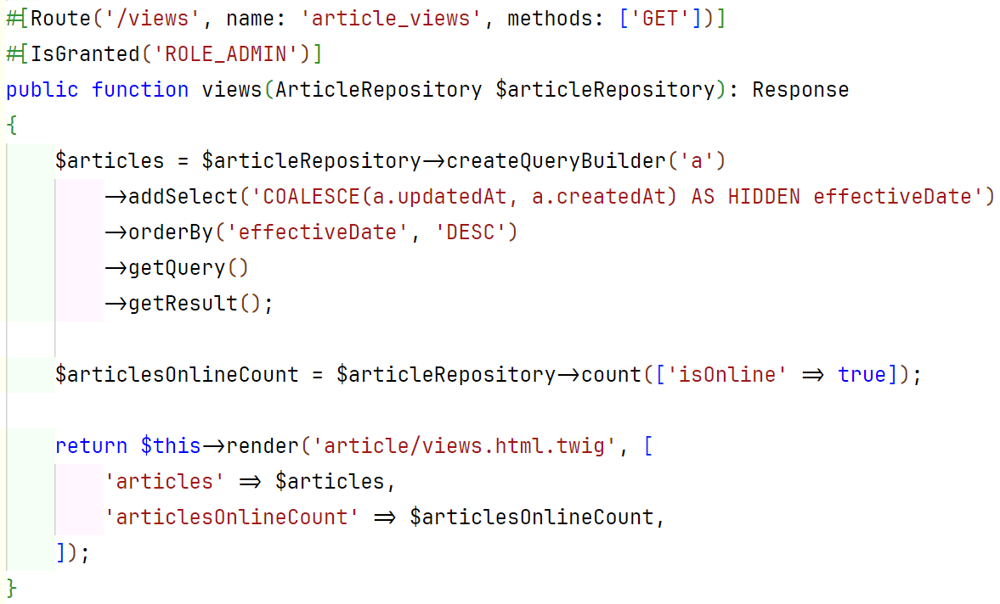 #[Route('/views', name: 'article_views', methods: ['GET'])]
#[IsGranted('ROLE_ADMIN')]
public function views(ArticleRepository $articleRepository): Response
{
    $articles = $articleRepository->createQueryBuilder('a')
        ->addSelect('COALESCE(a.updatedAt, a.createdAt) AS HIDDEN effectiveDate')
        ->orderBy('effectiveDate', 'DESC')
        ->getQuery()
        ->getResult();

    $articlesOnlineCount = $articleRepository->count(['isOnline' => true]);

    return $this->render('article/views.html.twig', [
        'articles' => $articles,
        'articlesOnlineCount' => $articlesOnlineCount,
    ]);
}